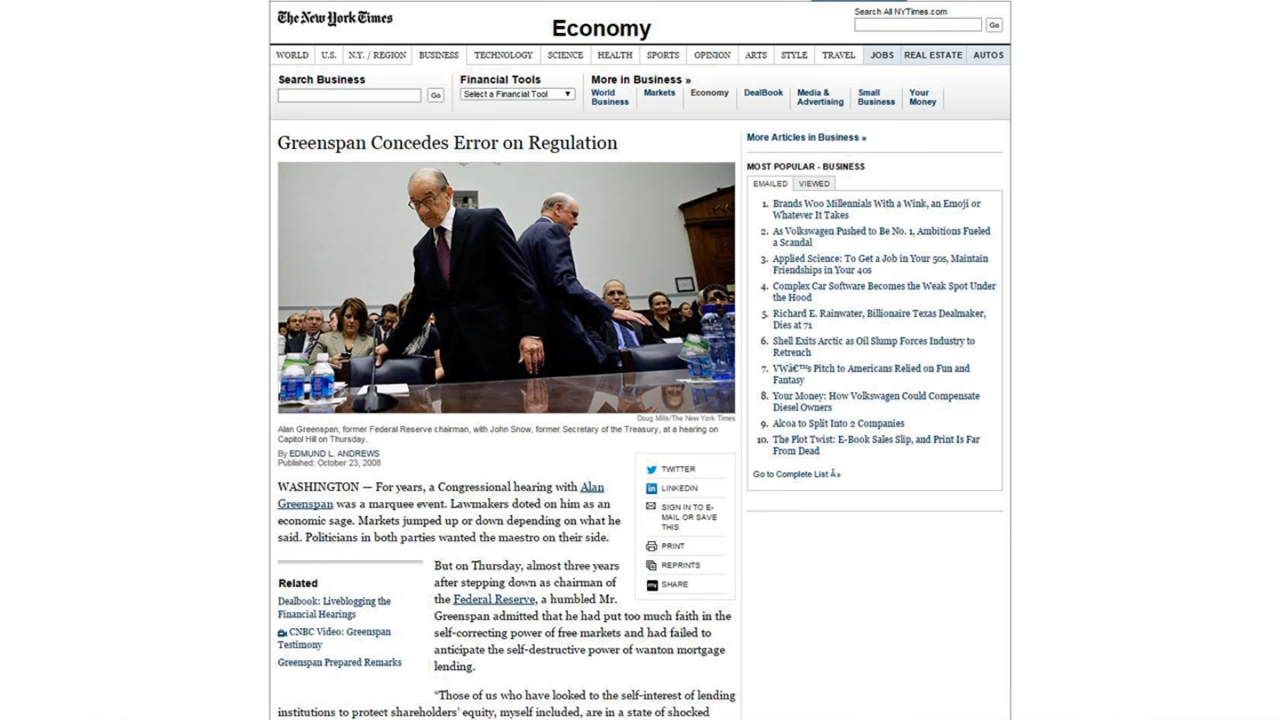 The New York Times
Economy
Search All NYTimes.com
Go
WORLD U.S. N.Y. / REGION BUSINESS TECHNOLOGY SCIENCE HEALTH SPORTS OPINION ARTS STYLE TRAVEL JOBS REAL ESTATE AUTOS
Search Business
Go
Financial Tools
Select a Financial Tool
More in Business »
World
Business
Markets
Economy
DealBook
Media &
Advertising
Small
Business
Your
Money
Greenspan Concedes Error on Regulation
Doug Mills/The New York Times
Alan Greenspan, former Federal Reserve chairman, with John Snow, former Secretary of the Treasury, at a hearing on
Capitol Hill on Thursday.
By EDMUND L. ANDREWS
Published: October 23, 2008
WASHINGTON — For years, a Congressional hearing with Alan
Greenspan was a marquee event. Lawmakers doted on him as an
economic sage. Markets jumped up or down depending on what he
said. Politicians in both parties wanted the maestro on their side.
TWITTER
LINKEDIN
SIGN IN TO E-
MAIL OR SAVE
THIS
PRINT
REPRINTS
SHARE
Related
Dealbook: Liveblogging the
Financial Hearings
CNBC Video: Greenspan
Testimony
Greenspan Prepared Remarks
But on Thursday, almost three years
after stepping down as chairman of
the Federal Reserve, a humbled Mr.
Greenspan admitted that he had put too much faith in the
self-correcting power of free markets and had failed to
anticipate the self-destructive power of wanton mortgage
lending.
“Those of us who have looked to the self-interest of lending
institutions to protect shareholders’ equity, myself included, are in a state of shocked
More Articles in Business »
MOST POPULAR - BUSINESS
EMAILED VIEWED
1. Brands Woo Millennials With a Wink, an Emoji or
Whatever It Takes
2. As Volkswagen Pushed to Be No. 1, Ambitions Fueled
a Scandal
3. Applied Science: To Get a Job in Your 50s, Maintain
Friendships in Your 40s
4. Complex Car Software Becomes the Weak Spot Under
the Hood
5. Richard E. Rainwater, Billionaire Texas Dealmaker,
Dies at 71
6. Shell Exits Arctic as Oil Slump Forces Industry to
Retrench
7. VWâ€™s Pitch to Americans Relied on Fun and
Fantasy
8. Your Money: How Volkswagen Could Compensate
Diesel Owners
9. Alcoa to Split Into 2 Companies
10. The Plot Twist: E-Book Sales Slip, and Print Is Far
From Dead
Go to Complete List Â»